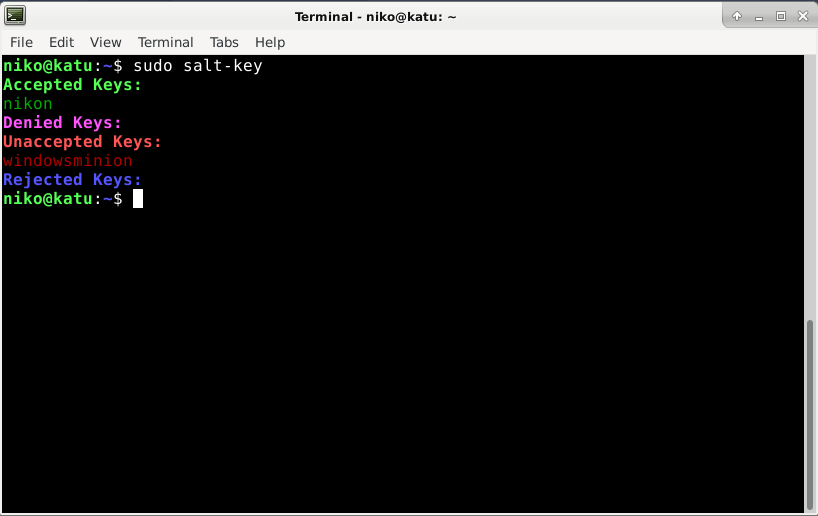 Terminal - niko@katu: ~
File Edit View Terminal Tabs Help
niko@katu:~$ sudo salt-key
Accepted Keys:
nikon
Denied Keys:
Unaccepted Keys:
windowsminion
Rejected Keys:
niko@katu:~$